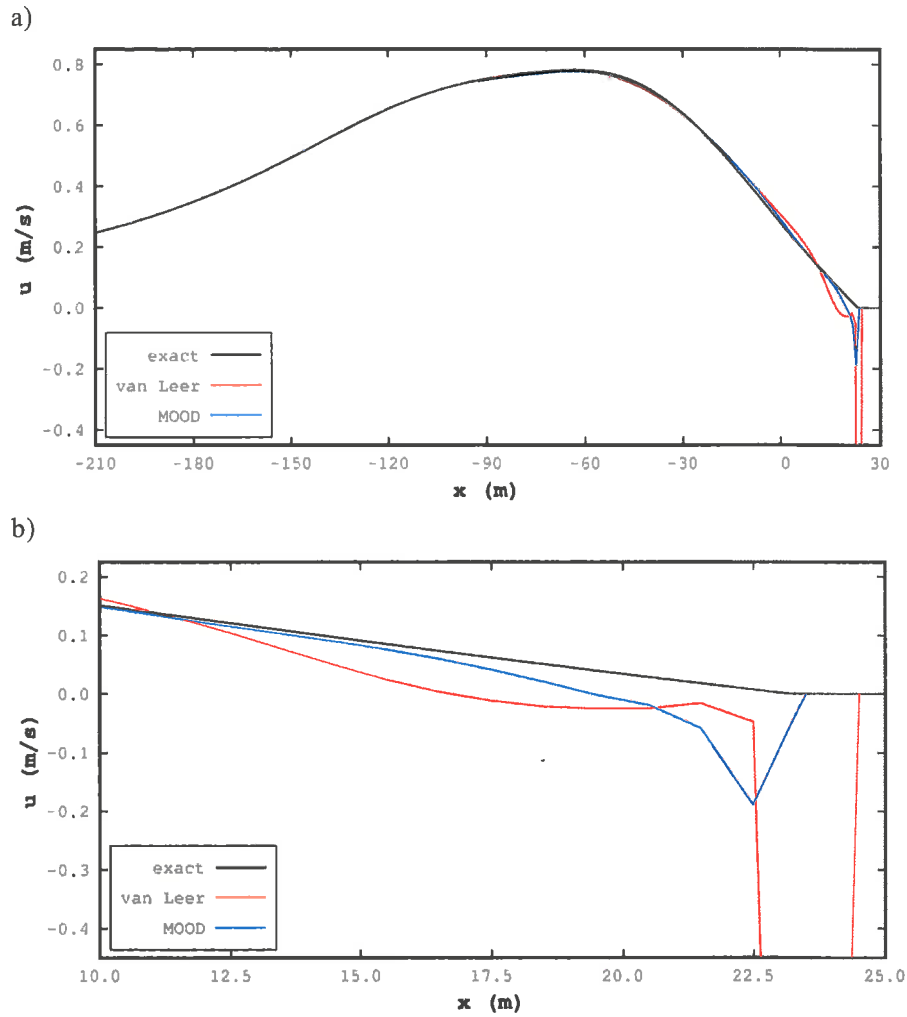 a)
0.8
0.6
0.4
0.2
0.0
-0.2
-0.4
u (m/s)
exact
van Leer
MOOD
-210 -180 -150 -120 -90 -60 -30 0 30
x (m)
b)
0.2
0.1
0.0
-0.1
-0.2
-0.3
-0.4
u (m/s)
exact
van Leer
MOOD
10.0 12.5 15.0 17.5 20.0 22.5 25.0
x (m)